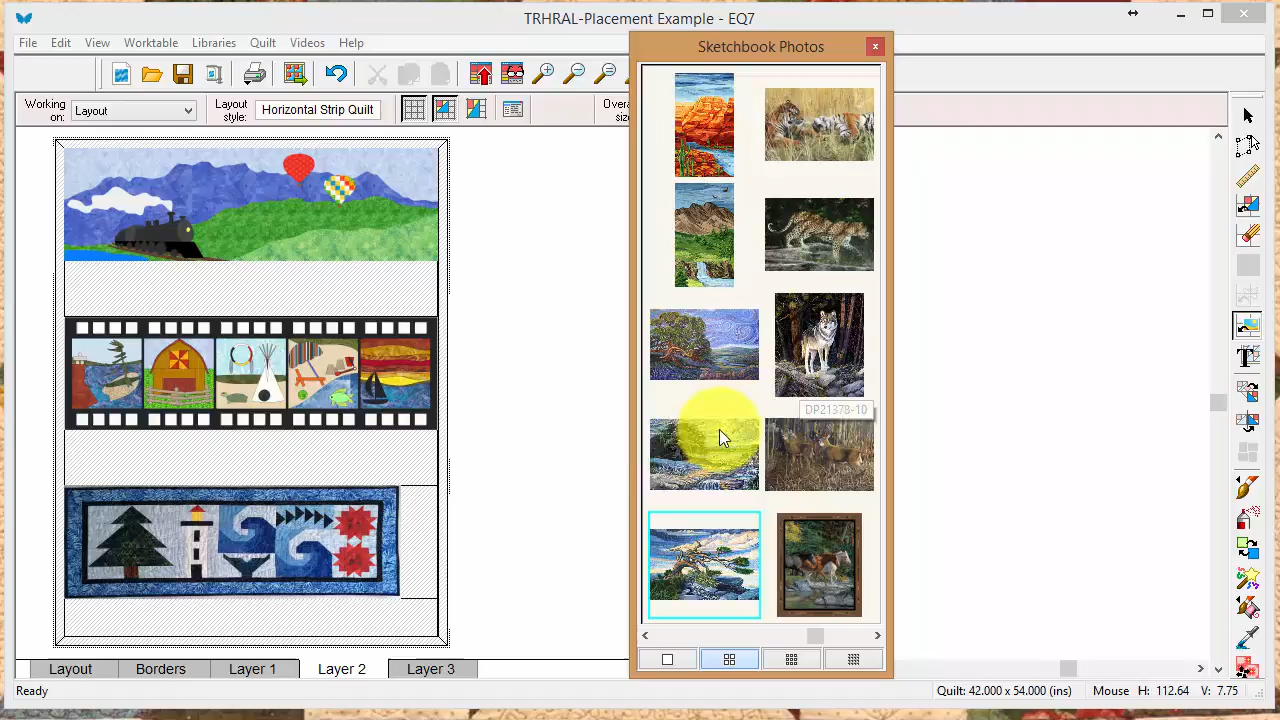 TRHRAL-Placement Example - EQ7
File Edit View Worktable Libraries Quilt Videos Help
Sketchbook Photos
Working on: Layout
Layout style: Horizontal Strip Quilt
Overa
size
DP21378-10
Layout Borders Layer 1 Layer 2 Layer 3
Ready
Quilt: 42.000 x 54.000 (ins) Mouse H: 112.64 V: 7.75